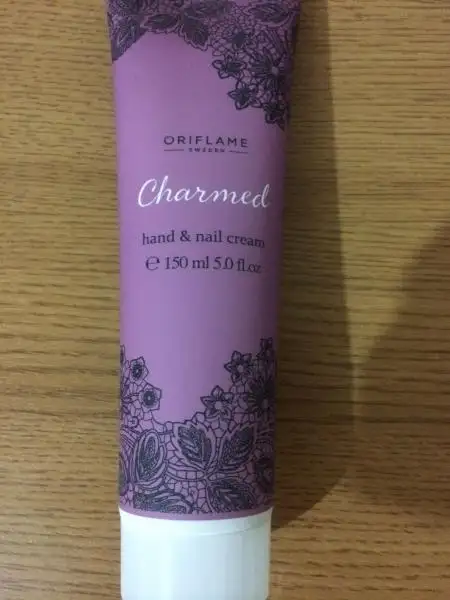 ORIFLAME
SWEDEN
Charmed
hand & nail cream
℮ 150 ml 5.0 fl.oz